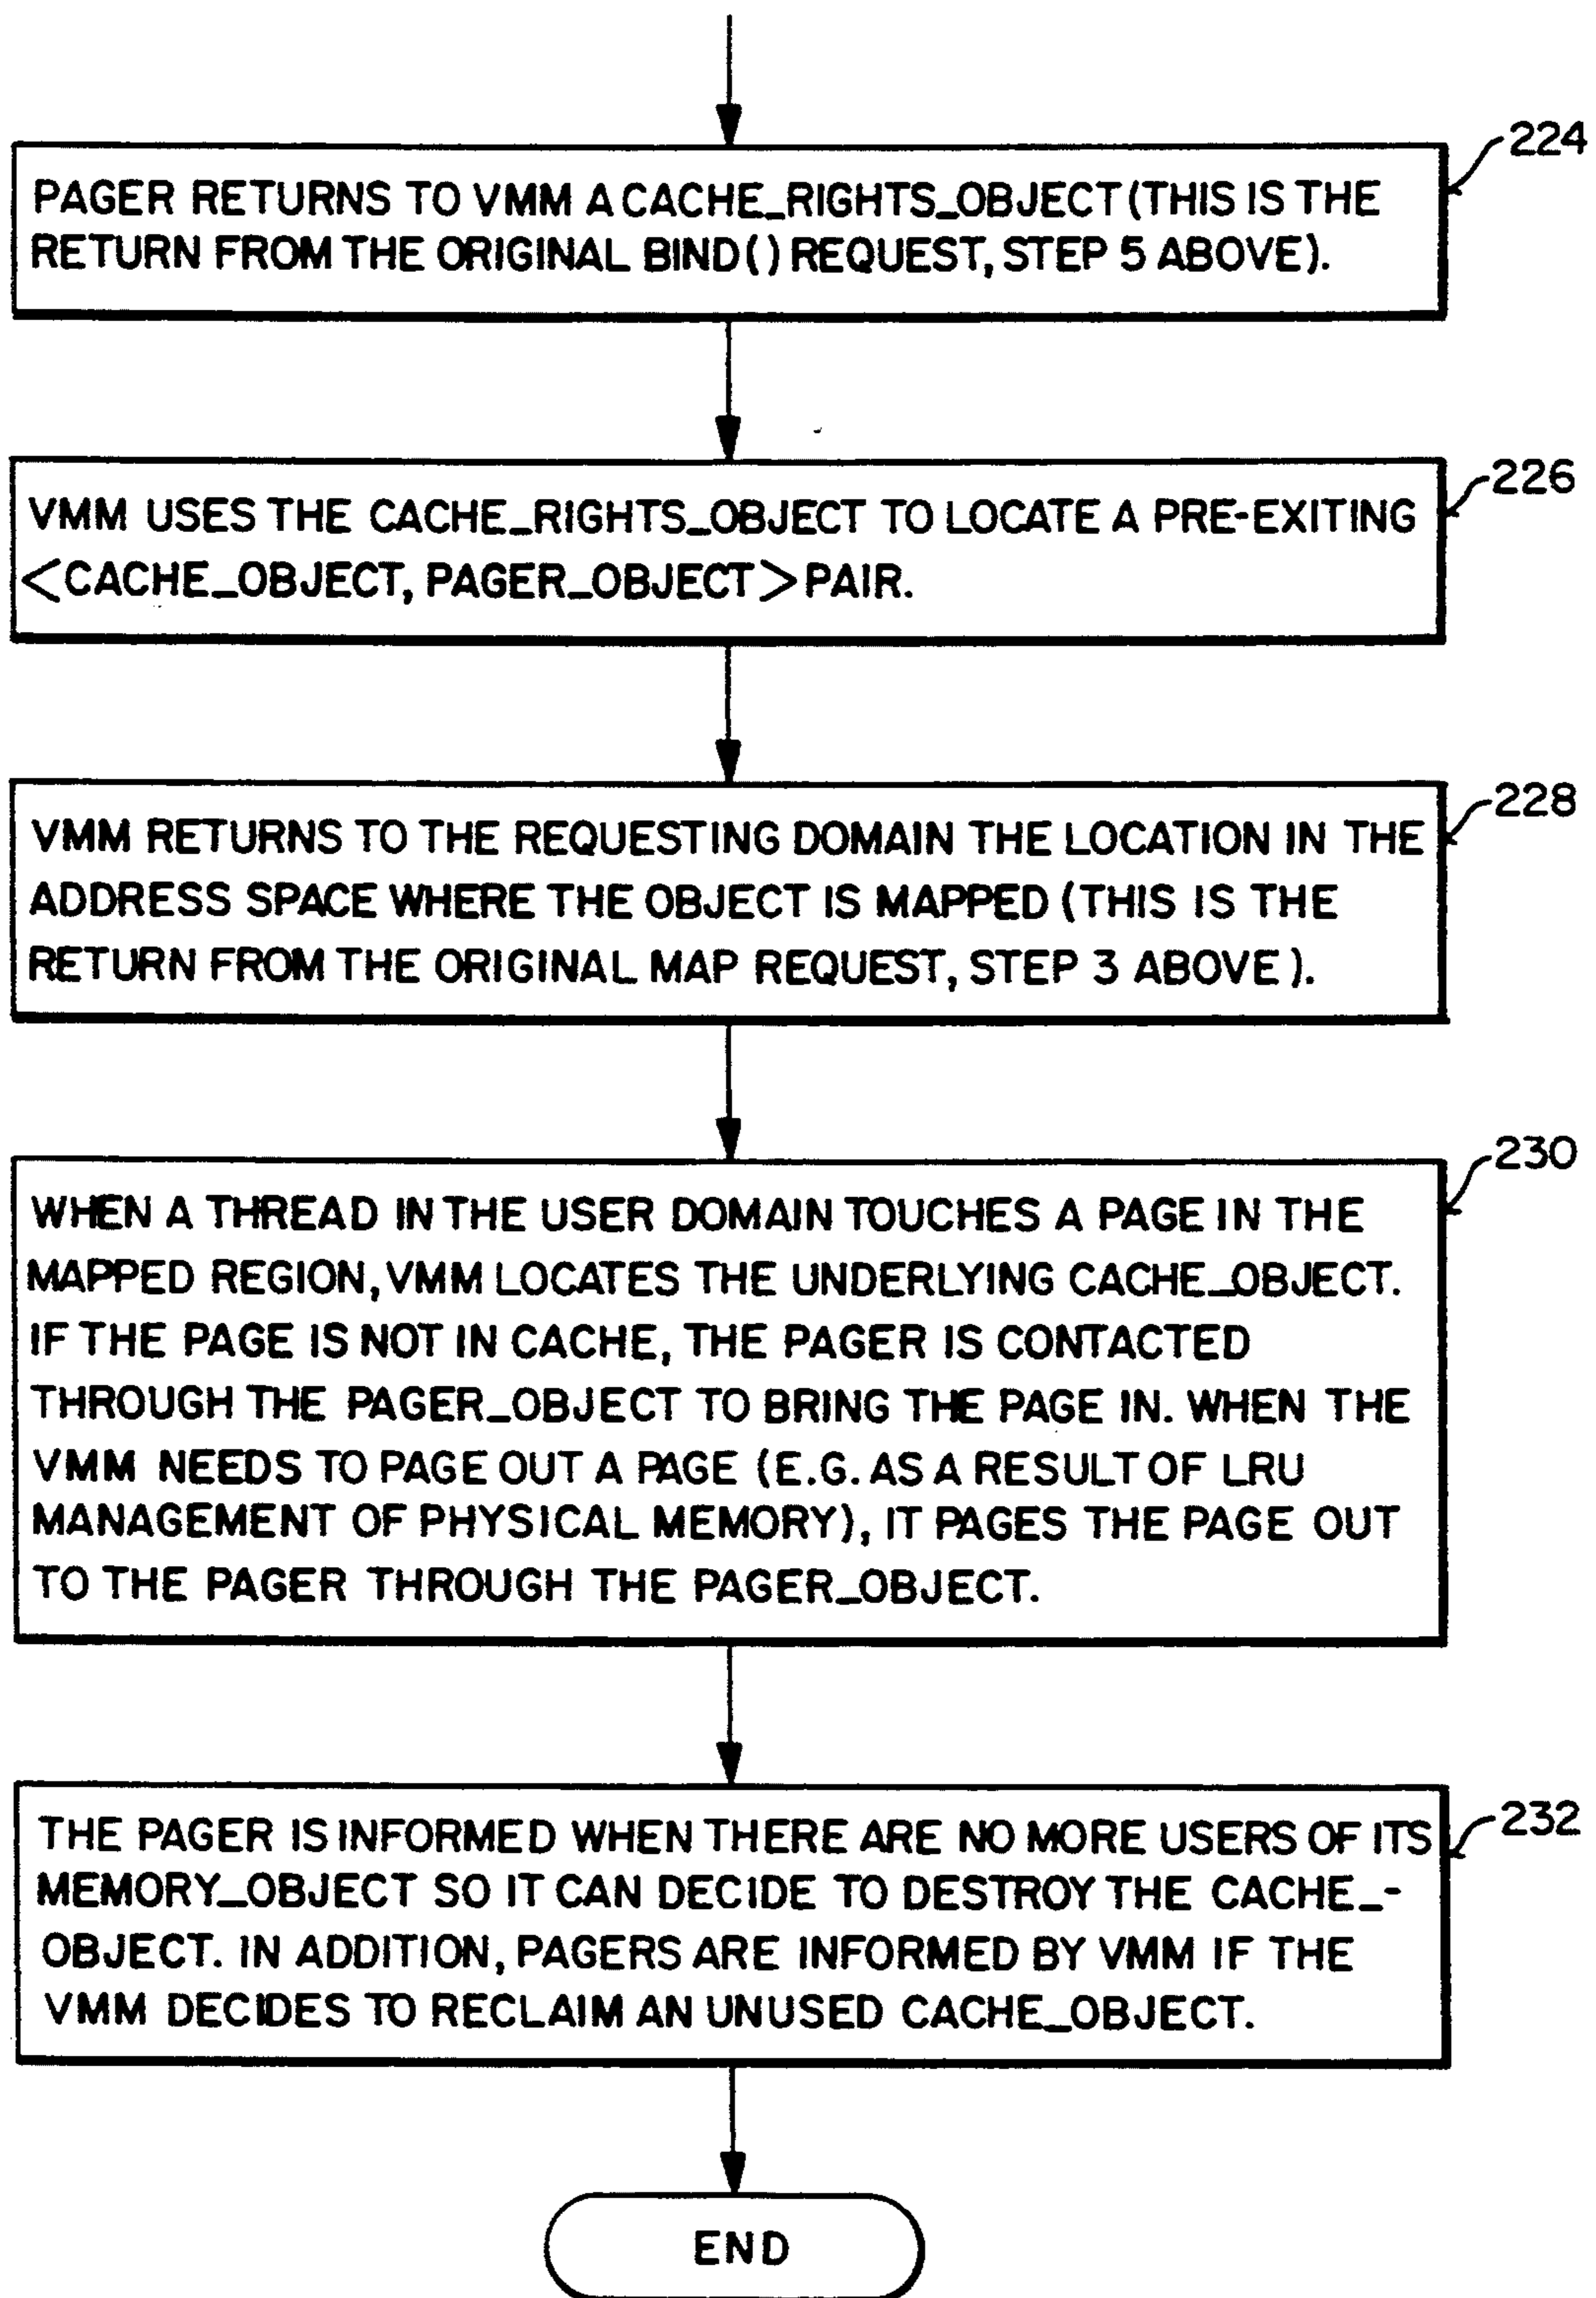 224
PAGER RETURNS TO VMM A CACHE_RIGHTS_OBJECT (THIS IS THE
RETURN FROM THE ORIGINAL BIND() REQUEST, STEP 5 ABOVE).
226
VMM USES THE CACHE_RIGHTS_OBJECT TO LOCATE A PRE-EXITING
<CACHE_OBJECT, PAGER_OBJECT> PAIR.
228
VMM RETURNS TO THE REQUESTING DOMAIN THE LOCATION IN THE
ADDRESS SPACE WHERE THE OBJECT IS MAPPED (THIS IS THE
RETURN FROM THE ORIGINAL MAP REQUEST, STEP 3 ABOVE).
230
WHEN A THREAD IN THE USER DOMAIN TOUCHES A PAGE IN THE
MAPPED REGION, VMM LOCATES THE UNDERLYING CACHE_OBJECT.
IF THE PAGE IS NOT IN CACHE, THE PAGER IS CONTACTED
THROUGH THE PAGER_OBJECT TO BRING THE PAGE IN. WHEN THE
VMM NEEDS TO PAGE OUT A PAGE (E.G. AS A RESULT OF LRU
MANAGEMENT OF PHYSICAL MEMORY), IT PAGES THE PAGE OUT
TO THE PAGER THROUGH THE PAGER_OBJECT.
232
THE PAGER IS INFORMED WHEN THERE ARE NO MORE USERS OF ITS
MEMORY_OBJECT SO IT CAN DECIDE TO DESTROY THE CACHE_-
OBJECT. IN ADDITION, PAGERS ARE INFORMED BY VMM IF THE
VMM DECIDES TO RECLAIM AN UNUSED CACHE_OBJECT.
END